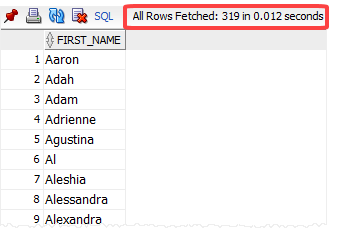 SQL All Rows Fetched: 319 in 0.012 seconds
FIRST_NAME
1 Aaron
2 Adah
3 Adam
4 Adrienne
5 Agustina
6 Al
7 Aleshia
8 Alessandra
9 Alexandra